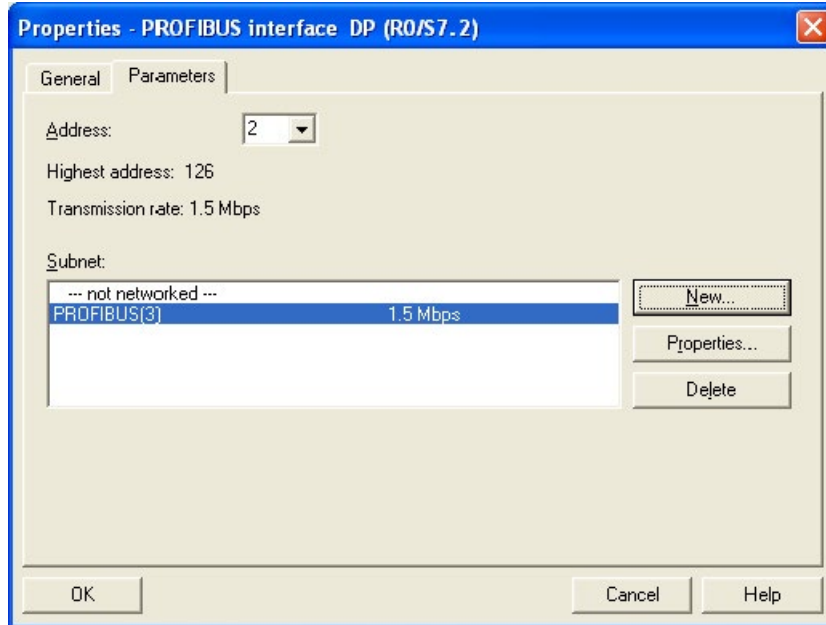 Properties - PROFIBUS interface DP (R0/S7.2)
General Parameters
Address: 2
Highest address: 126
Transmission rate: 1.5 Mbps
Subnet:
--- not networked ---
PROFIBUS(3) 1.5 Mbps
New...
Properties...
Delete
OK Cancel Help